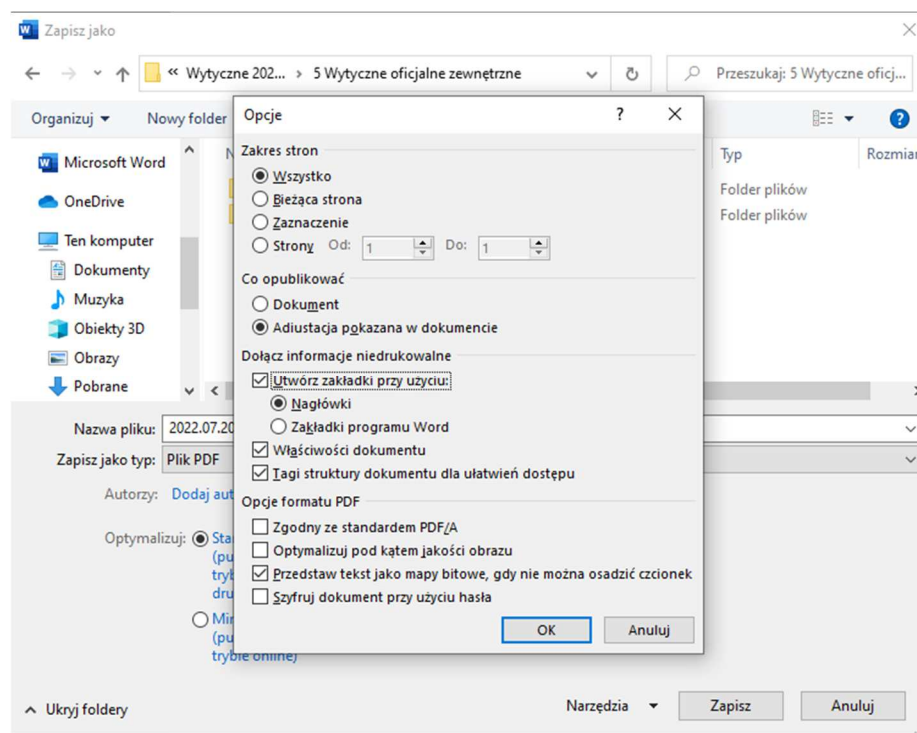 Zapisz jako
« Wytyczne 202... › 5 Wytyczne oficjalne zewnętrzne
Przeszukaj: 5 Wytyczne oficj...
Organizuj
Nowy folder
Microsoft Word
OneDrive
Ten komputer
Dokumenty
Muzyka
Obiekty 3D
Obrazy
Pobrane
N
Typ
Rozmiar
Folder plików
Folder plików
Opcje
?
Zakres stron
Wszystko
Bieżąca strona
Zaznaczenie
Strony Od: 1 Do: 1
Co opublikować
Dokument
Adiustacja pokazana w dokumencie
Dołącz informacje niedrukowalne
Utwórz zakładki przy użyciu:
Nagłówki
Zakładki programu Word
Właściwości dokumentu
Tagi struktury dokumentu dla ułatwień dostępu
Opcje formatu PDF
Zgodny ze standardem PDF/A
Optymalizuj pod kątem jakości obrazu
Przedstaw tekst jako mapy bitowe, gdy nie można osadzić czcionek
Szyfruj dokument przy użyciu hasła
OK
Anuluj
Nazwa pliku: 2022.07.20
Zapisz jako typ: Plik PDF
Autorzy: Dodaj aut
Optymalizuj: Sta
(pu
tryb
dru
Min
(pu
trybie online)
Ukryj foldery
Narzędzia
Zapisz
Anuluj